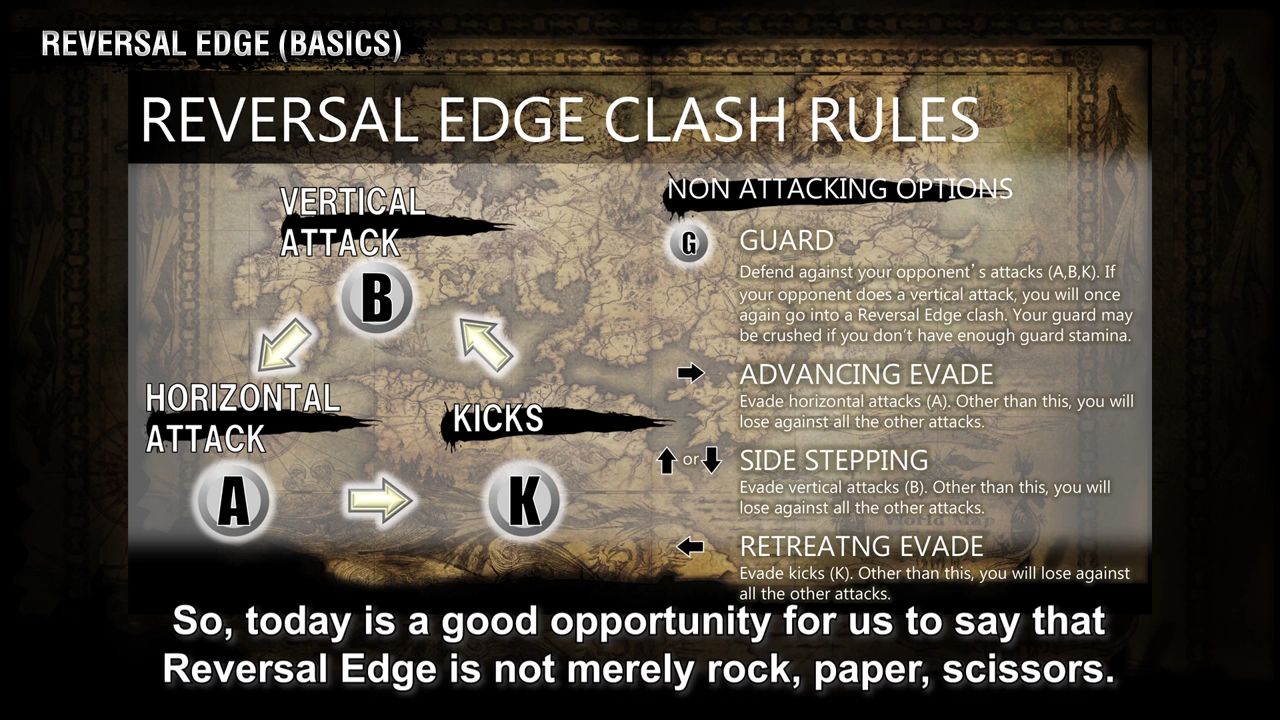 REVERSAL EDGE (BASICS)
REVERSAL EDGE CLASH RULES
VERTICAL
ATTACK
B
HORIZONTAL
ATTACK
A
KICKS
K
NON ATTACKING OPTIONS
G
GUARD
Defend against your opponent's attacks (A,B,K). If
your opponent does a vertical attack, you will once
again go into a Reversal Edge clash. Your guard may
be crushed if you don't have enough guard stamina.
ADVANCING EVADE
Evade horizontal attacks (A). Other than this, you will
lose against all the other attacks.
or
SIDE STEPPING
Evade vertical attacks (B). Other than this, you will
lose against all the other attacks.
RETREATNG EVADE
Evade kicks (K). Other than this, you will lose against
all the other attacks.
World Map
So, today is a good opportunity for us to say that
Reversal Edge is not merely rock, paper, scissors.